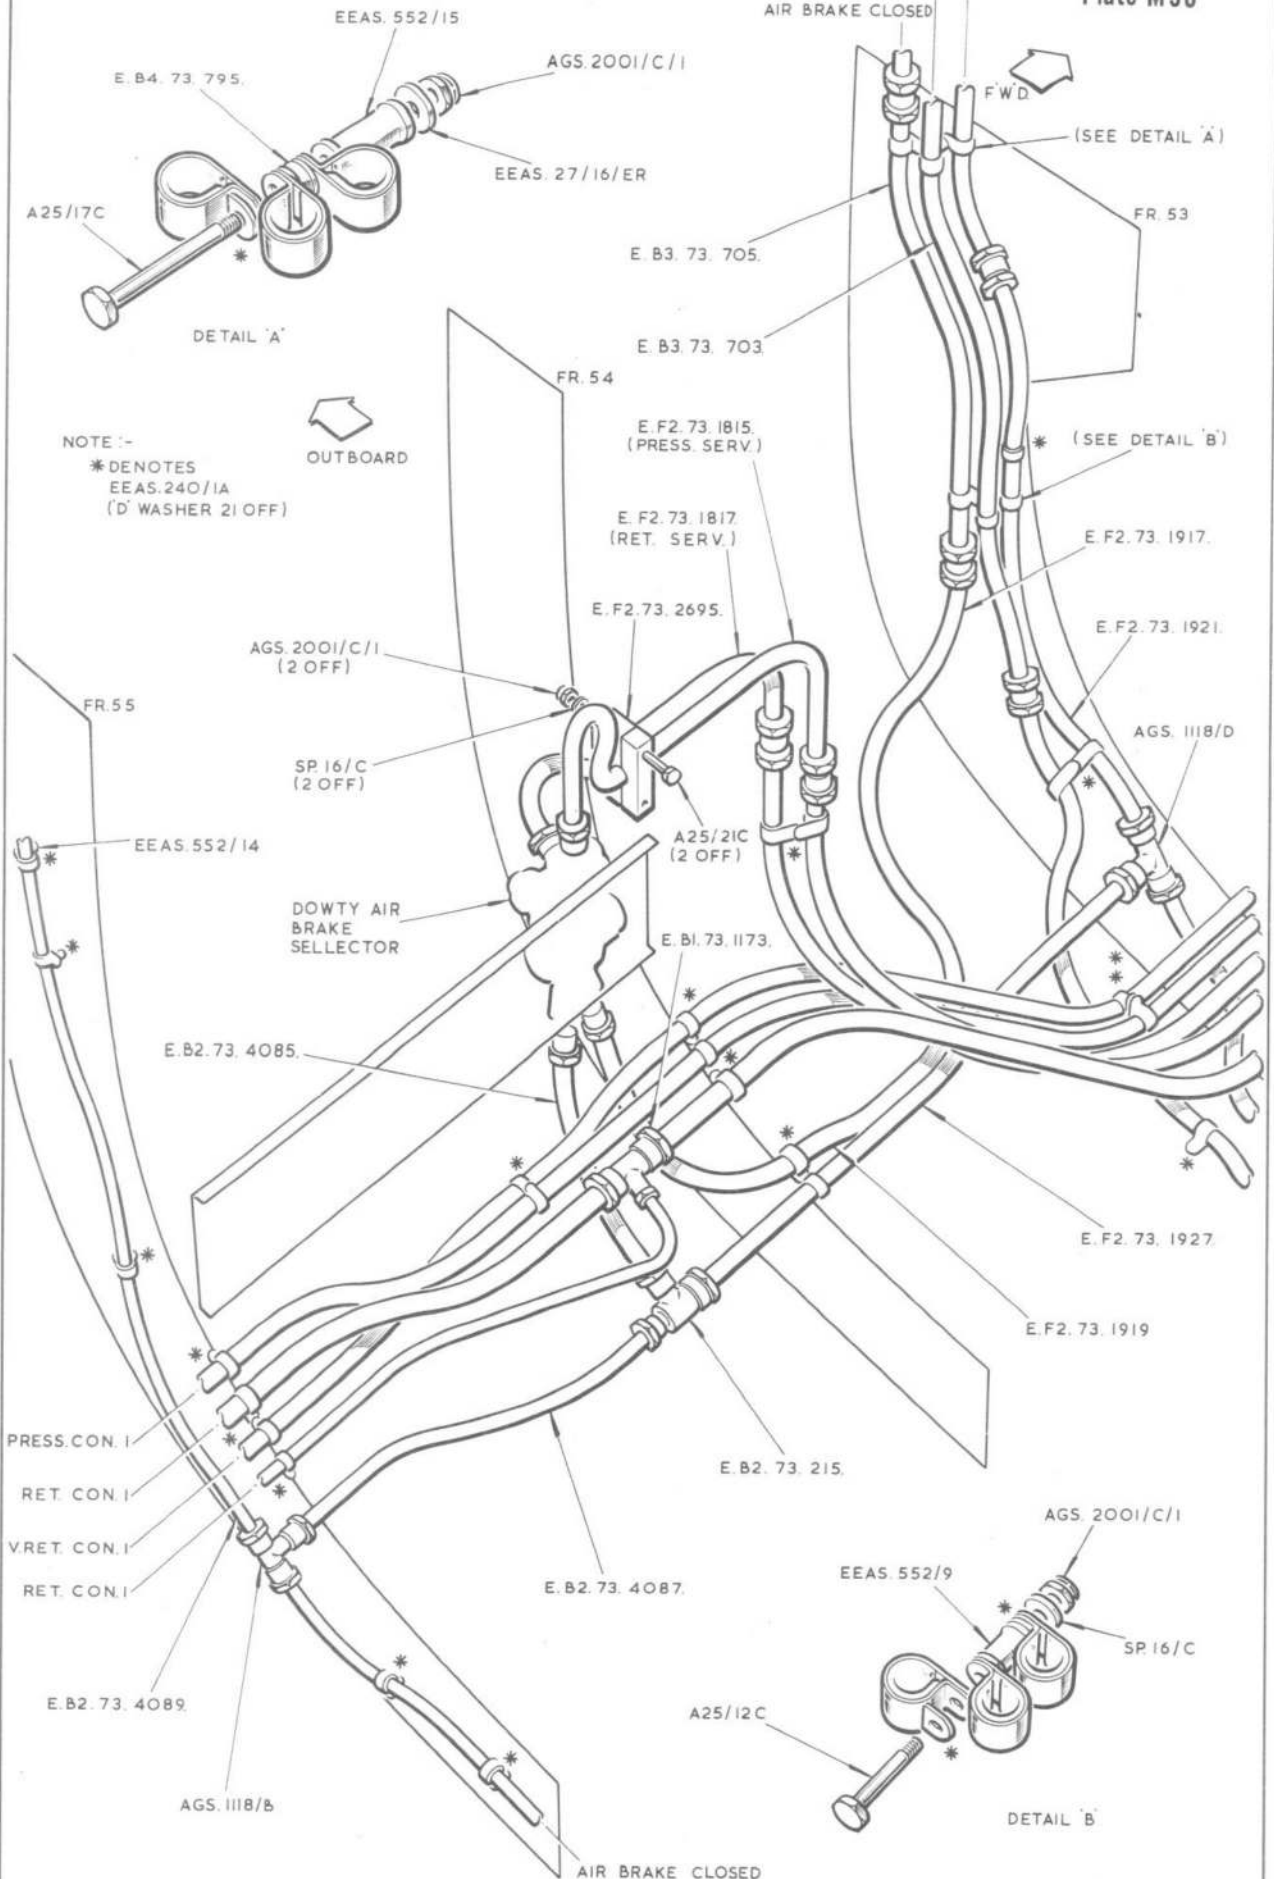 Plate M56
AIR BRAKE CLOSED
EEAS. 552/15
AGS. 2001/C/1
E. B4. 73. 795.
F'W'D.
(SEE DETAIL 'A')
EEAS. 27/16/ER
A25/17C
*
FR. 53
E. B3. 73. 705.
DETAIL 'A'
E. B3. 73. 703.
FR. 54
E. F2. 73. 1815.
(PRESS. SERV.)
NOTE :-
* DENOTES
EEAS. 240/1A
('D' WASHER 21 OFF)
OUTBOARD
* (SEE DETAIL 'B')
E. F2. 73. 1817.
(RET. SERV.)
E. F2. 73. 1917.
E. F2. 73. 2695.
E. F2. 73. 1921.
AGS. 2001/C/1
(2 OFF)
FR. 55
AGS. 1118/D
SP. 16/C
(2 OFF)
*
A25/21C
(2 OFF)
*
EEAS. 552/14
*
DOWTY AIR
BRAKE
SELLECTOR
E. B1. 73. 1173.
*
*
*
*
E. B2. 73. 4085.
*
*
*
*
E. F2. 73. 1927.
*
E. F2. 73. 1919
*
PRESS. CON. 1
*
E. B2. 73. 215.
RET. CON. 1
*
V. RET. CON. 1
RET. CON. 1
AGS. 2001/C/1
E. B2. 73. 4087.
EEAS. 552/9
*
SP. 16/C
*
E. B2. 73. 4089.
A25/12C
*
*
AGS. 1118/B
DETAIL 'B'
AIR BRAKE CLOSED